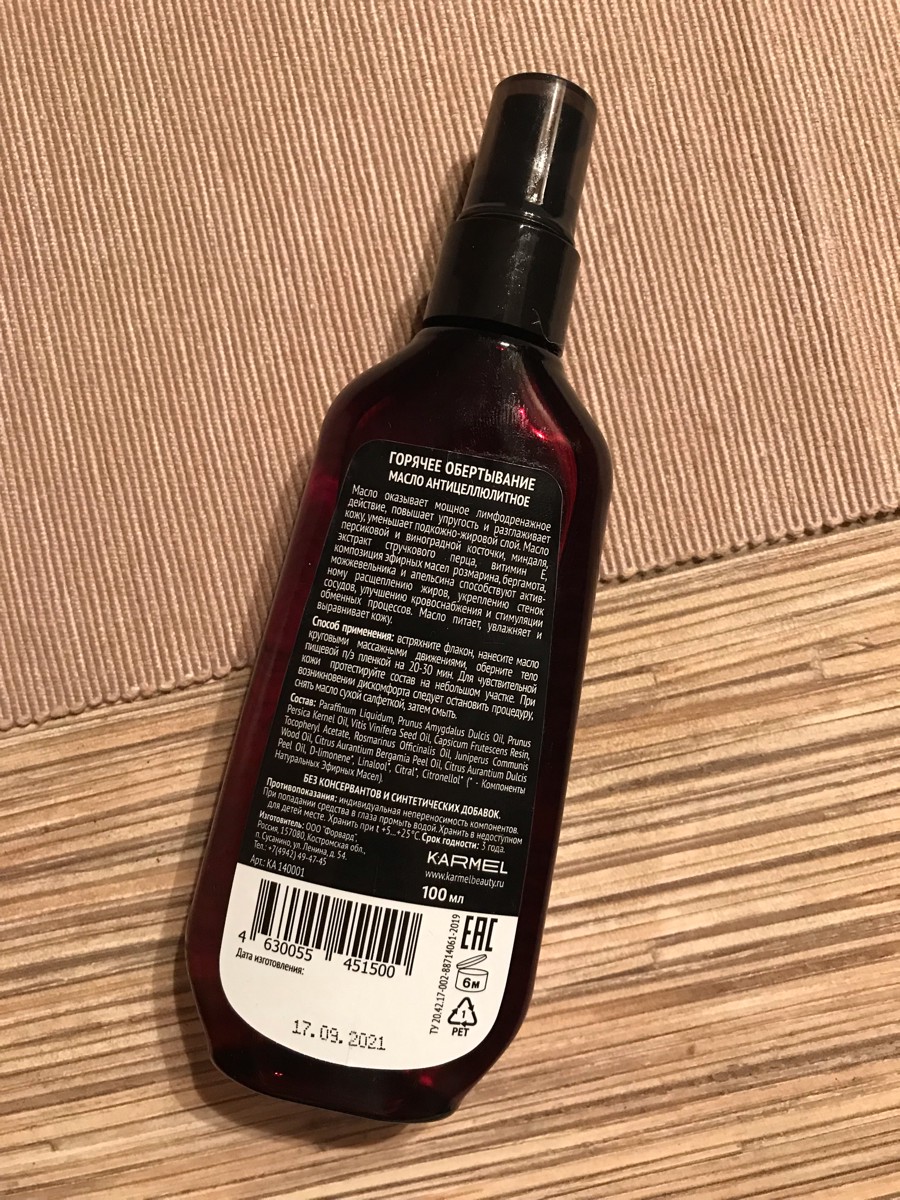 ГОРЯЧЕЕ ОБЕРТЫВАНИЕ
МАСЛО АНТИЦЕЛЛЮЛИТНОЕ
Масло оказывает мощное лимфодренажное
действие, повышает упругость и разглаживает
кожу, уменьшает подкожно-жировой слой. Масло
персиковой и виноградной косточки, миндаля,
экстракт стручкового перца, витимин Е,
композиция эфирных масел розмарина, бергамота,
можжевельника и апельсина способствуют актив-
ному расщеплению жиров, укреплению стенок
сосудов, улучшению кровоснабжения и стимуляции
обменных процессов. Масло питает, увлажняет и
выравнивает кожу.
Способ применения: встряхните флакон, нанесите масло
круговыми массажными движениями, оберните тело
пищевой п/э пленкой на 20-30 мин. Для чувствительной
кожи протестируйте состав на небольшом участке. При
возникновении дискомфорта следует остановить процедуру,
снять масло сухой салфеткой, затем смыть.
Состав: Paraffinum Liquidum, Prunus Amygdalus Dulcis Oil, Prunus
Persica Kernel Oil, Vitis Vinifera Seed Oil, Capsicum Frutescens Resin,
Tocopheryl Acetate, Rosmarinus Officinalis Oil, Juniperus Communis
Wood Oil, Citrus Aurantium Bergamia Peel Oil, Citrus Aurantium Dulcis
Peel Oil, D-limonene*, Linalool*, Citral*, Citronellol* (* - Компоненты
Натуральных Эфирных Масел).
БЕЗ КОНСЕРВАНТОВ И СИНТЕТИЧЕСКИХ ДОБАВОК.
Противопоказания: индивидуальная непереносимость компонентов.
При попадании средства в глаза промыть водой. Хранить в недоступном
для детей месте. Хранить при t +5...+25°С. Срок годности: 3 года.
Изготовитель: ООО "Форвард",
Россия, 157080, Костромская обл.,
п. Сусанино, ул. Ленина, д. 54.
Тел.: +7(4942) 49-47-45
Арт.: КА 140001
KARMEL
www.karmelbeauty.ru
100 мл
4 630055 451500
Дата изготовления:
17.09.2021
ТУ 20.42.17-002-88714061-2019
ЕАС
6м
1
PET